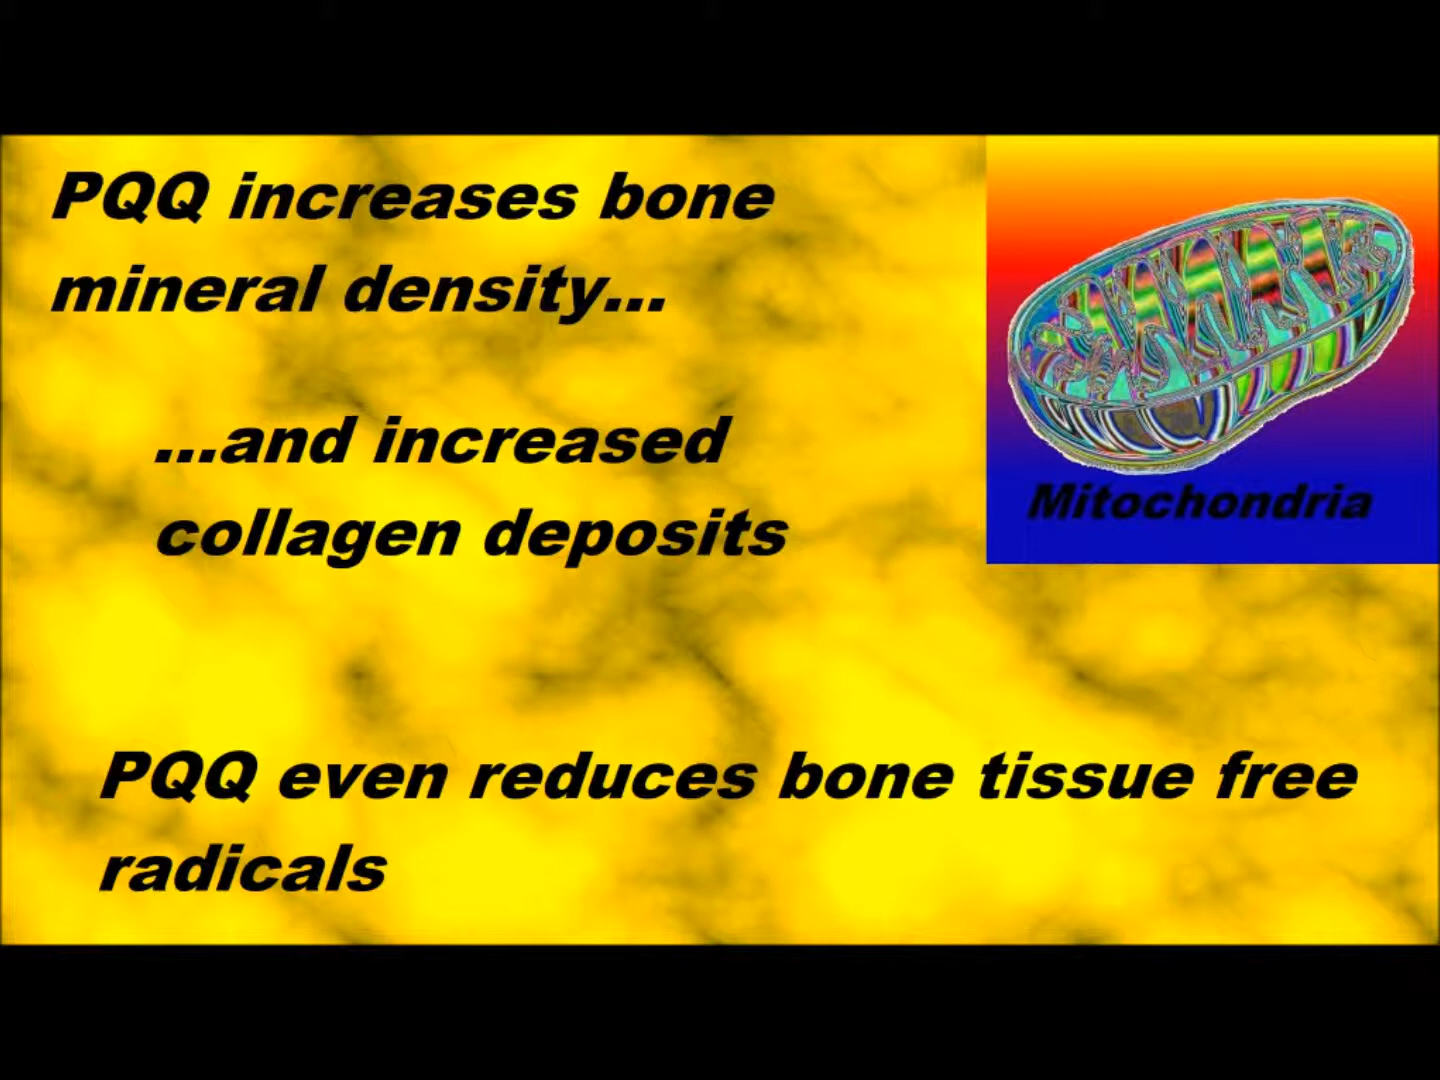 PQQ increases bone
mineral density...
...and increased
collagen deposits
Mitochondria
PQQ even reduces bone tissue free
radicals